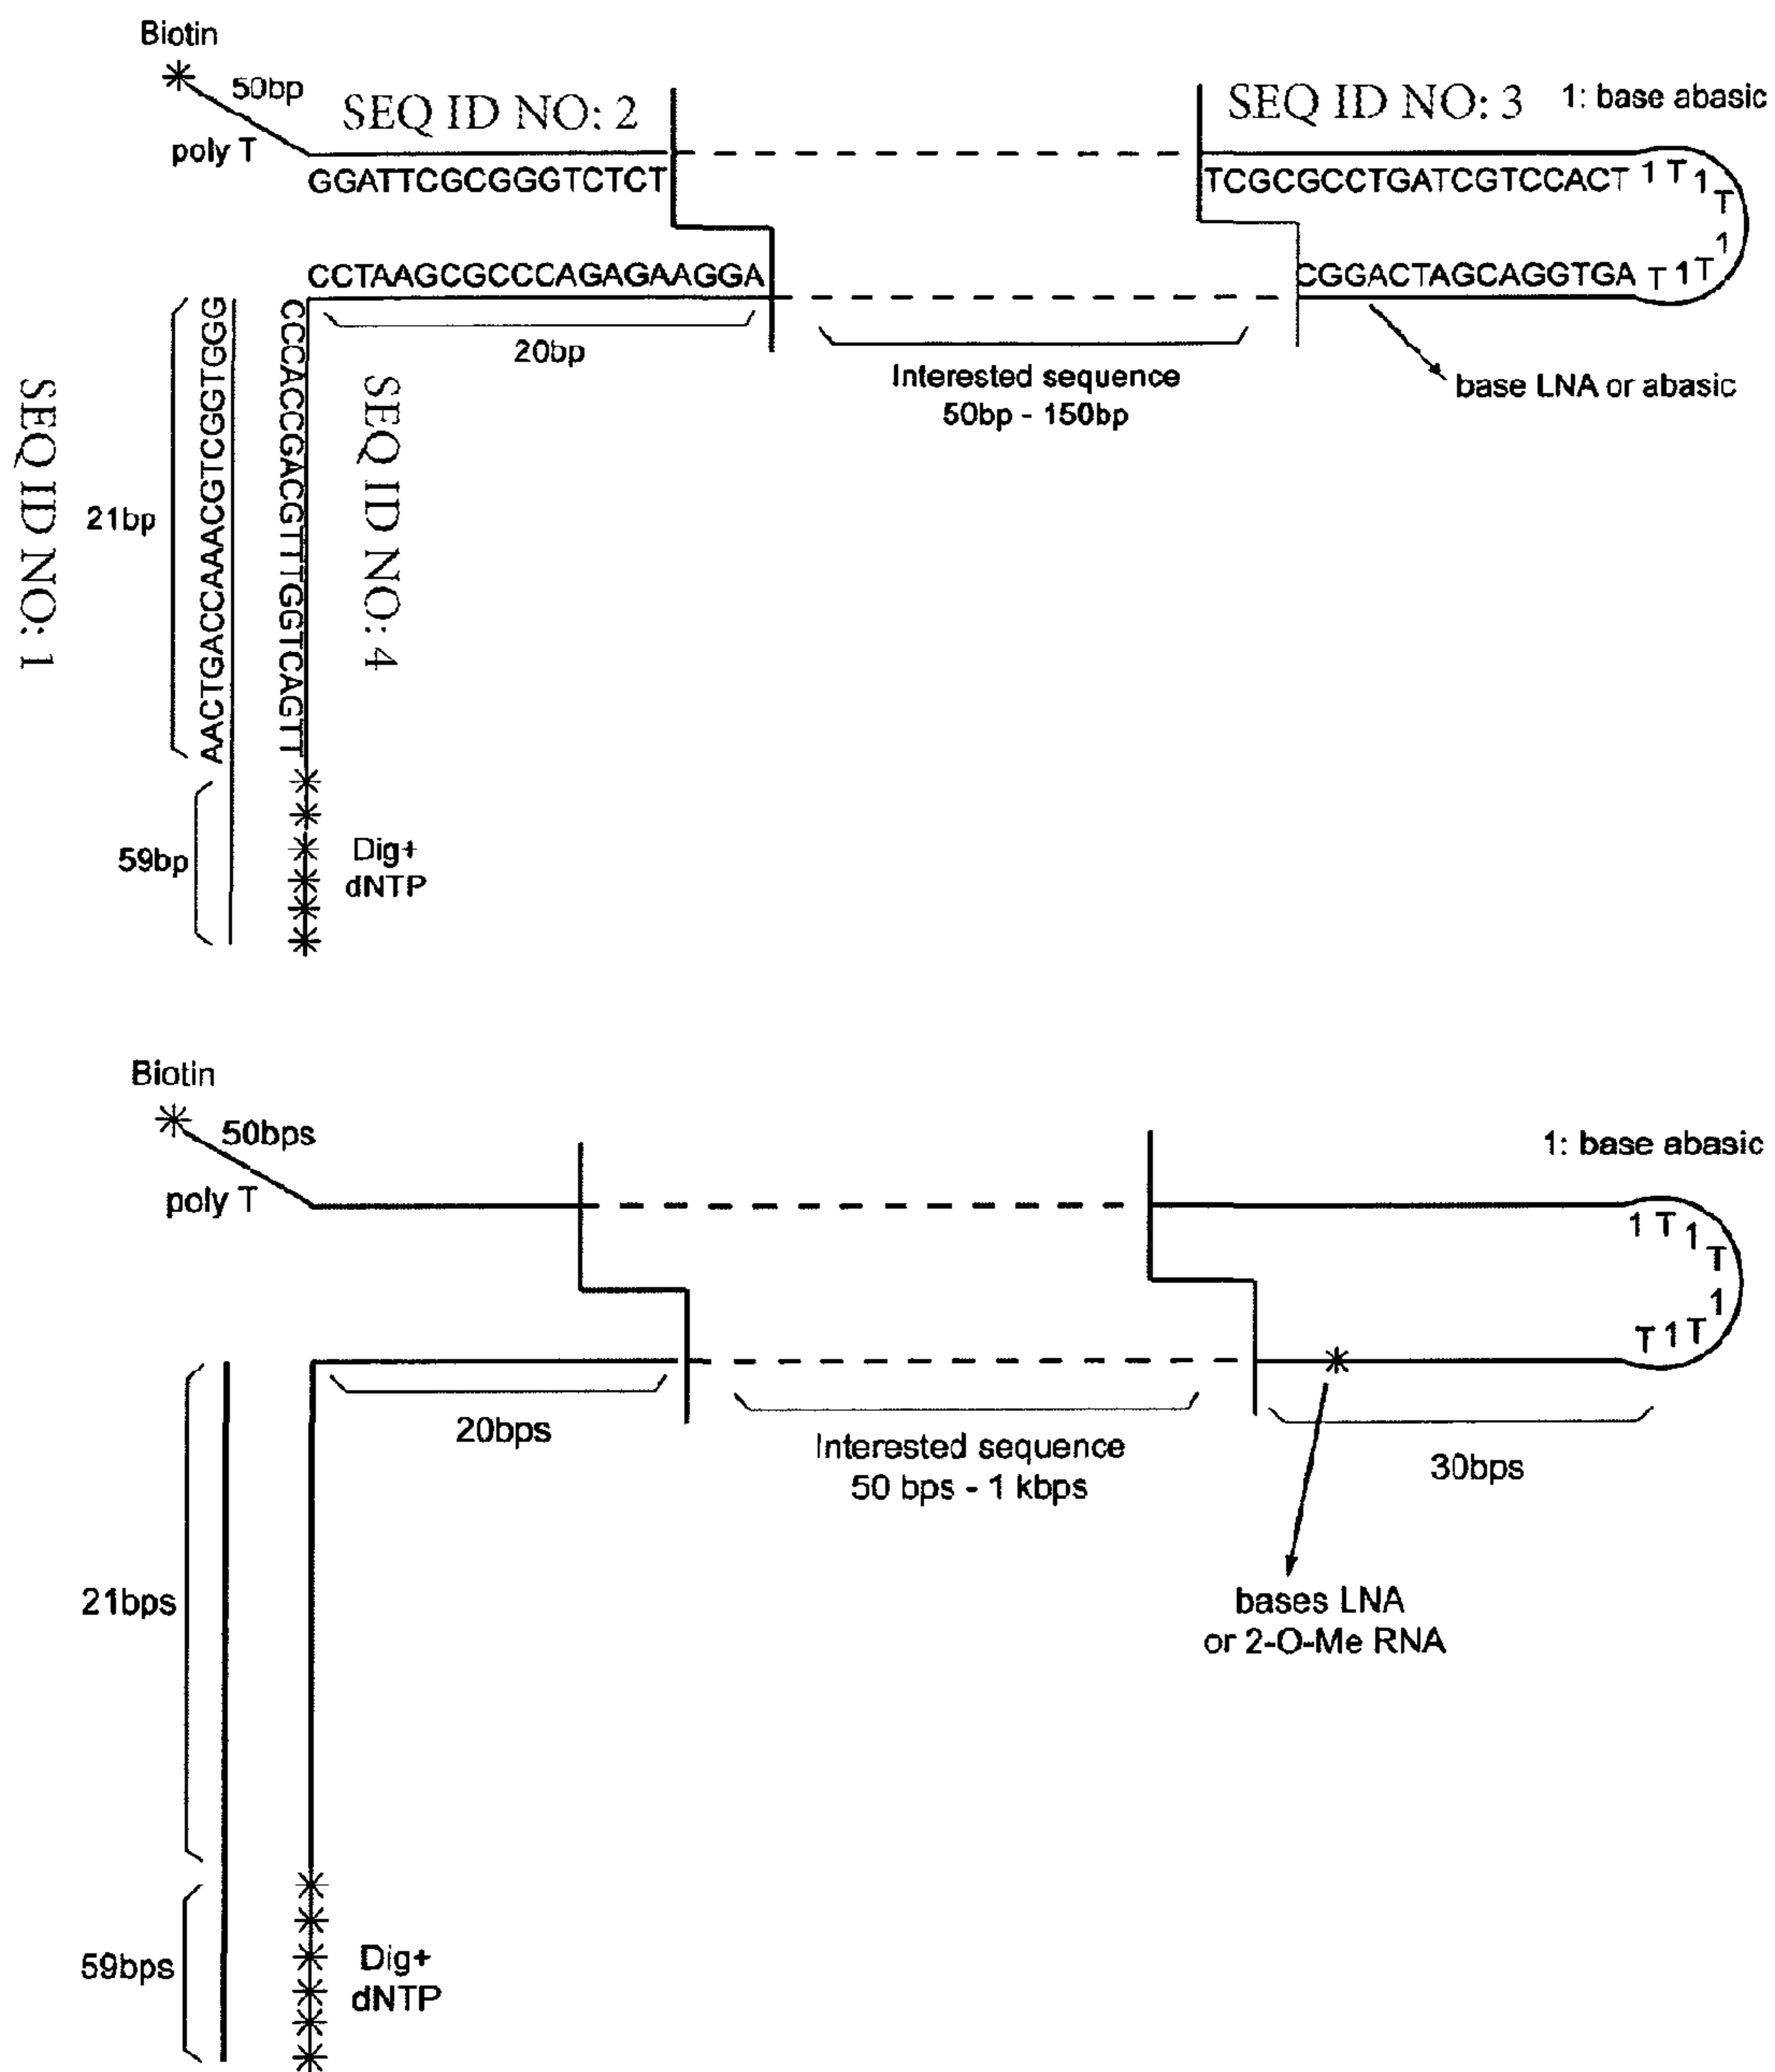 Biotin
50bp
poly T
SEQ ID NO: 2
SEQ ID NO: 3
1: base abasic
GGATTCGCGGGTCTCT
TCGCGCCTGATCGTCCACT
1 T 1 T 1 T 1 T
CCTAAGCGCCCAGAGAAGGA
CGGACTAGCAGGTGA
20bp
Interested sequence
50bp - 150bp
base LNA or abasic
SEQ ID NO: 1
21bp
AACTGACCAAACGTCGGTGGG
CCCACCGACGTTTGGTCAGTT
SEQ ID NO: 4
59bp
Dig+
dNTP
Biotin
50bps
poly T
1: base abasic
1 T 1 T 1 T 1 T
20bps
Interested sequence
50 bps - 1 kbps
30bps
bases LNA
or 2-O-Me RNA
21bps
59bps
Dig+
dNTP